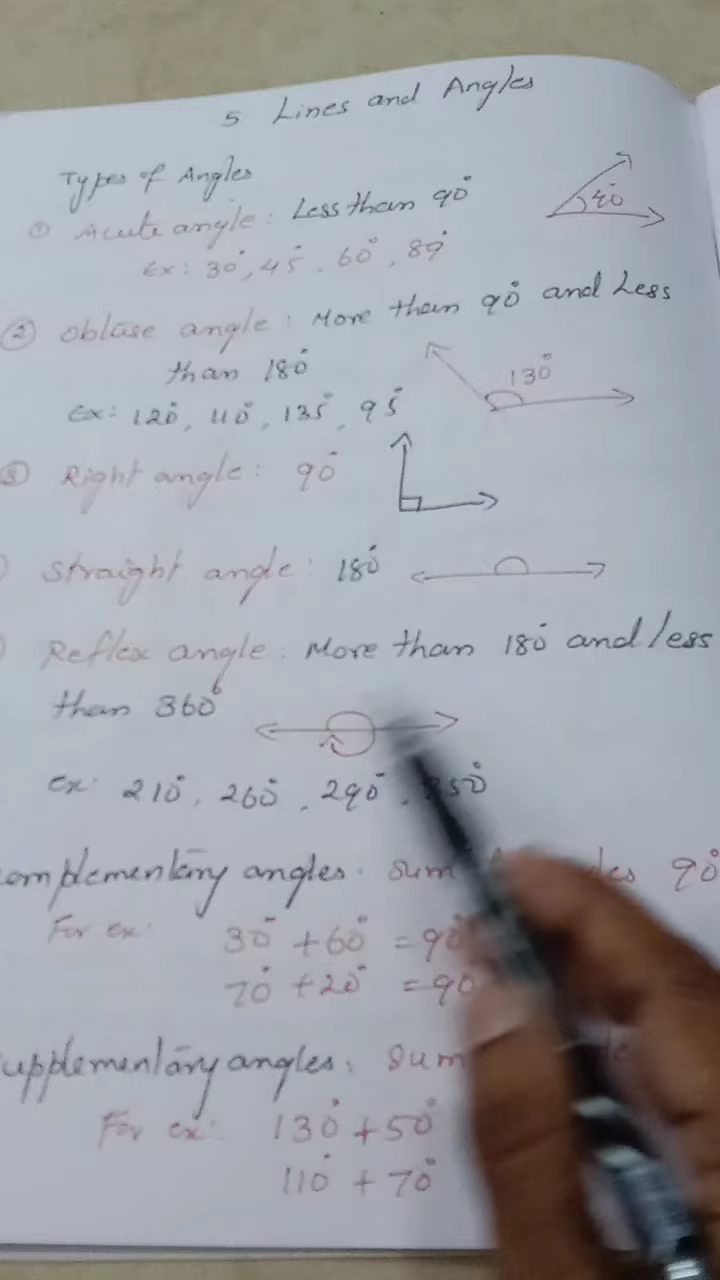 5 Lines and Angles
Types of Angles
① Acute angle: Less than 90°
40°
Ex: 30°, 45°, 60°, 89°
② Obtuse angle: More than 90° and Less
than 180°
130°
Ex: 120°, 110°, 135°, 95°
③ Right angle: 90°
Straight angle: 180°
Reflex angle: More than 180° and less
than 360°
Ex: 210°, 260°, 290°, 350°
omplementary angles: Sum 90°
For ex: 30° + 60° = 90°
70° + 20° = 90
upplementary angles: Sum
For ex: 130° + 50°
110° + 70°